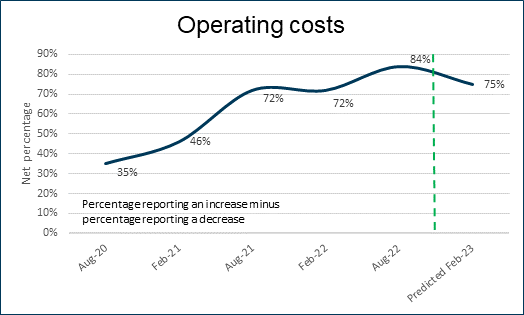 Operating costs
90%
80%
70%
60%
50%
40%
30%
20%
10%
0%
Net percentage
35%
46%
72%
72%
84%
75%
Percentage reporting an increase minus
percentage reporting a decrease
Aug-20
Feb-21
Aug-21
Feb-22
Aug-22
Predicted Feb-23